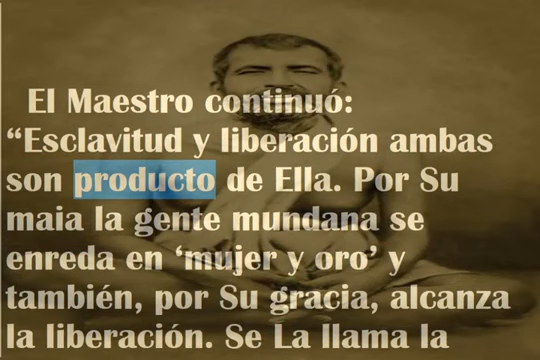 El Maestro continuó:
“Esclavitud y liberación ambas
son producto de Ella. Por Su
maia la gente mundana se
enreda en ‘mujer y oro’ y
también, por Su gracia, alcanza
la liberación. Se La llama la